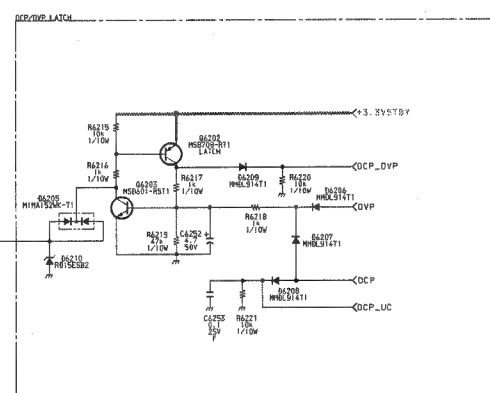 OCP/OVP LATCH
+3.3VSTBY
R6215
10k
1/10W
Q6202
MSB709-RT1
LATCH
OCP_OVP
R6216
1k
1/10W
Q6203
MSD601-RST1
R6217
1k
1/10W
D6209
MMDL914T1
R6220
10k
1/10W
D6206
MMDL914T1
D6205
M1MA152WK-T1
OVP
R6218
1k
1/10W
R6219
47k
1/10W
C6252
4.7
50V
D6207
MMDL914T1
D6210
RD15ESB2
OCP
D6208
MMDL914T1
OCP_UC
C6253
0.1
25V
F
R6221
10k
1/10W